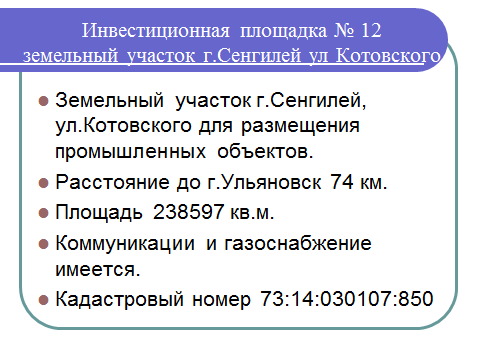 Инвестиционная площадка № 12
земельный участок г.Сенгилей ул Котовского
Земельный участок г.Сенгилей,
ул.Котовского для размещения
промышленных объектов.
Расстояние до г.Ульяновск 74 км.
Площадь 238597 кв.м.
Коммуникации и газоснабжение
имеется.
Кадастровый номер 73:14:030107:850